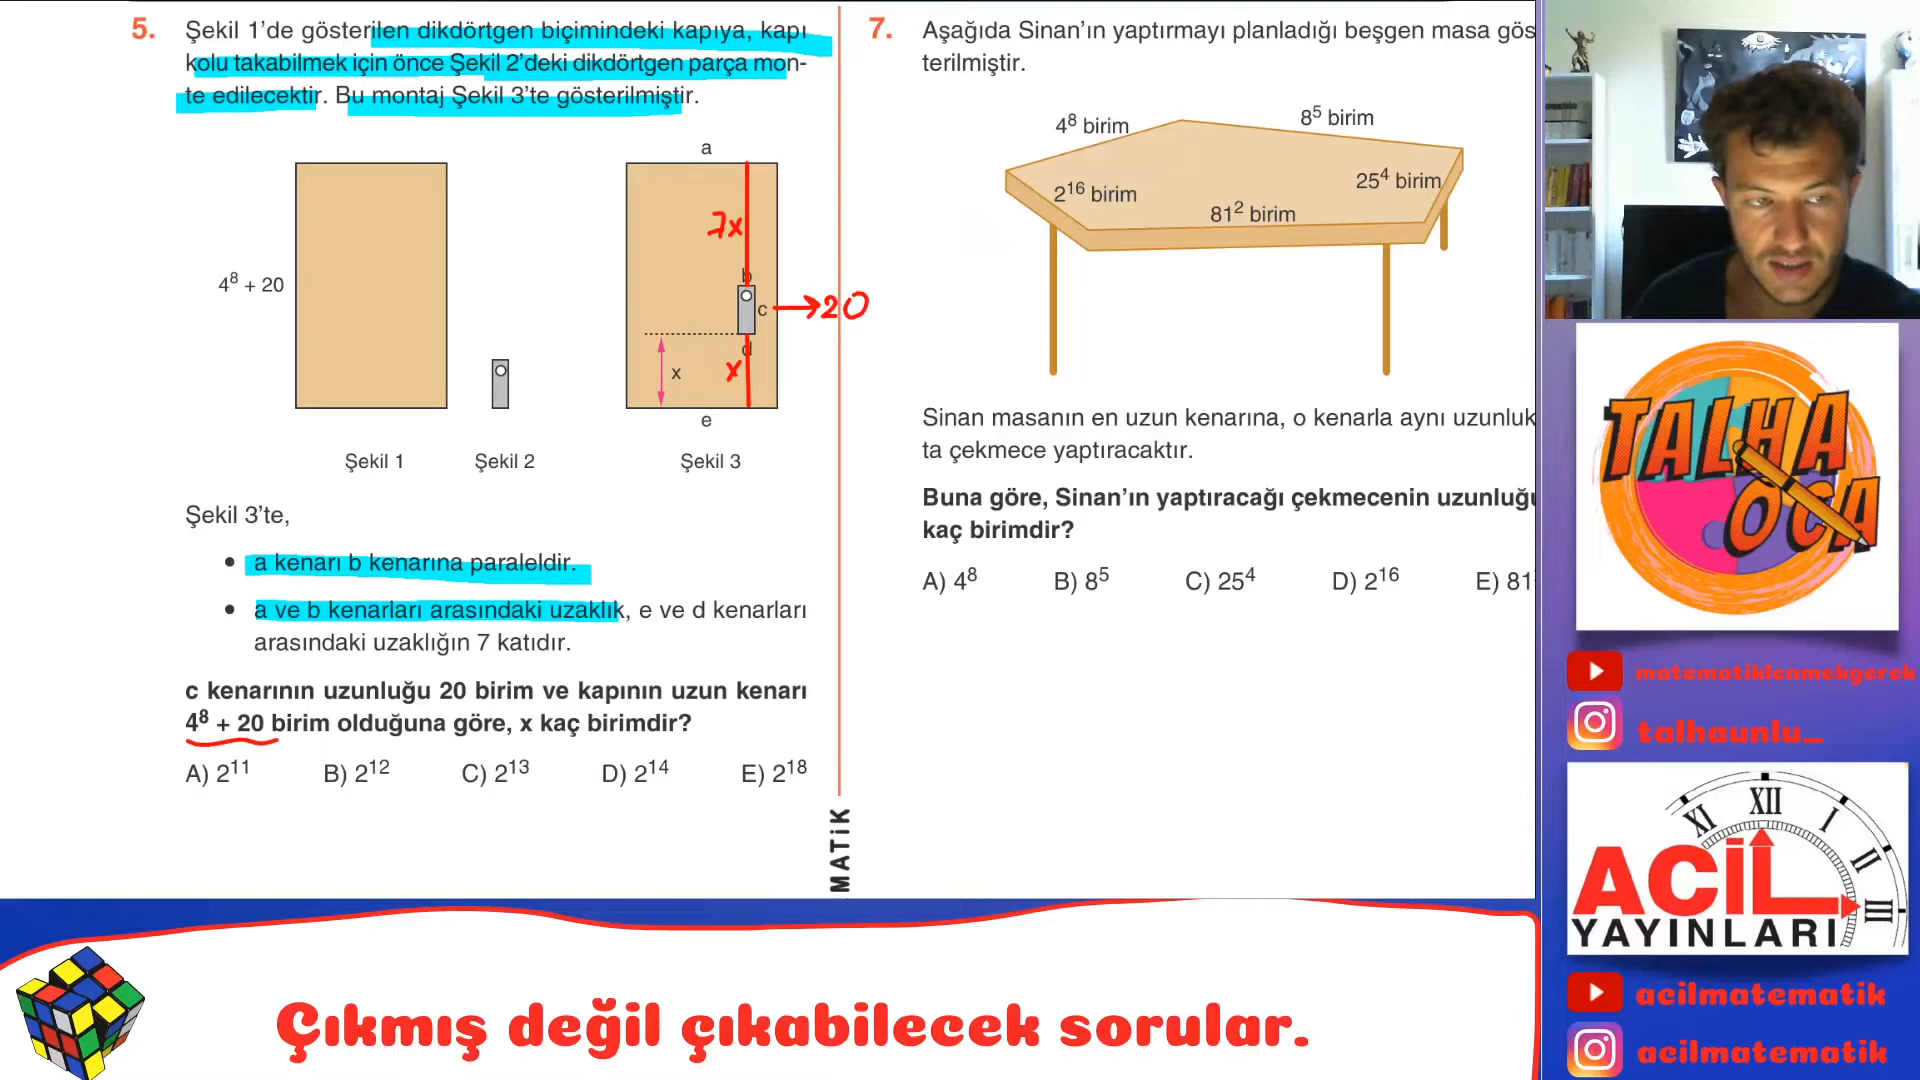 5. Şekil 1’de gösterilen dikdörtgen biçimindeki kapıya, kapı
kolu takabilmek için önce Şekil 2’deki dikdörtgen parça mon-
te edilecektir. Bu montaj Şekil 3’te gösterilmiştir.
4⁸ + 20
a
7x
b
c
→20
d
x
x
e
Şekil 1
Şekil 2
Şekil 3
Şekil 3’te,
• a kenarı b kenarına paraleldir.
• a ve b kenarları arasındaki uzaklık, e ve d kenarları
arasındaki uzaklığın 7 katıdır.
c kenarının uzunluğu 20 birim ve kapının uzun kenarı
4⁸ + 20 birim olduğuna göre, x kaç birimdir?
A) 2¹¹ B) 2¹² C) 2¹³ D) 2¹⁴ E) 2¹⁸
MATİK
7. Aşağıda Sinan’ın yaptırmayı planladığı beşgen masa gös
terilmiştir.
4⁸ birim
8⁵ birim
2¹⁶ birim
25⁴ birim
81² birim
Sinan masanın en uzun kenarına, o kenarla aynı uzunluk
ta çekmece yaptıracaktır.
Buna göre, Sinan’ın yaptıracağı çekmecenin uzunluğu
kaç birimdir?
A) 4⁸ B) 8⁵ C) 25⁴ D) 2¹⁶ E) 81
TALHA
OCA
matematiklenmekgerek
talhaunlu_
XI XII I II III
ACİL
YAYINLARI
acilmatematik
acilmatematik
Çıkmış değil çıkabilecek sorular.